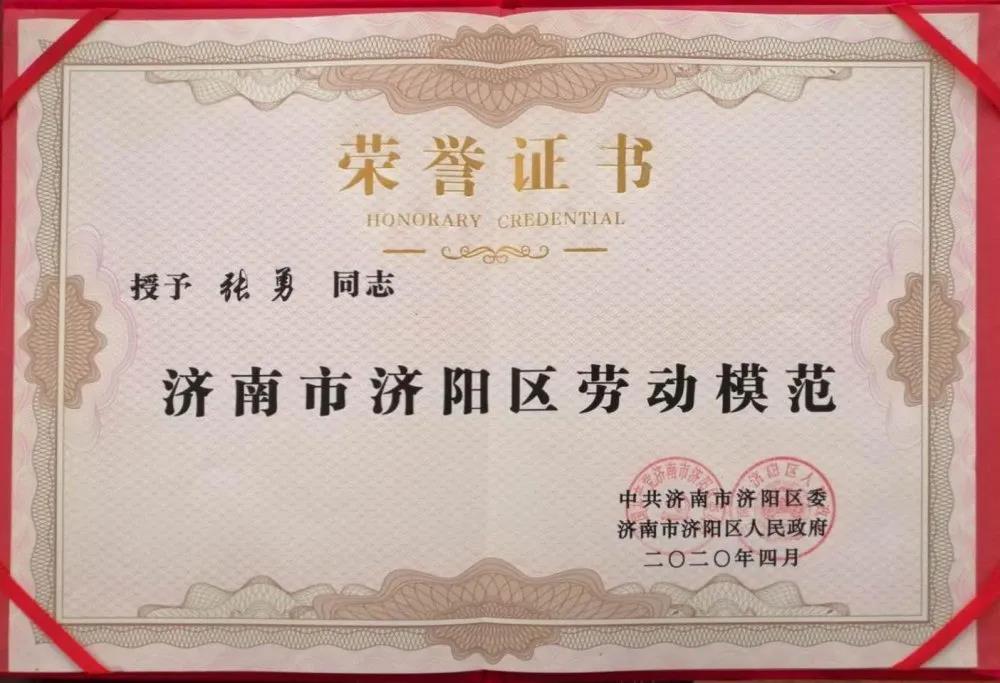 荣誉证书
HONORARY CREDENTIAL
授予 张勇 同志
济南市济阳区劳动模范
中共济南市济阳区委
济南市济阳区人民政府
二〇二〇年四月